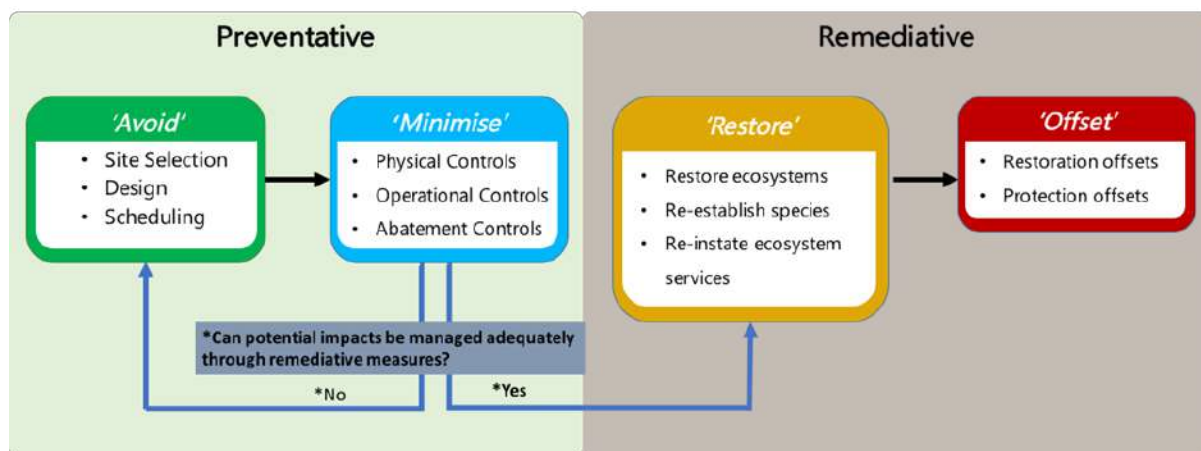 Preventative
Remediative
'Avoid'
• Site Selection
• Design
• Scheduling
'Minimise'
• Physical Controls
• Operational Controls
• Abatement Controls
'Restore'
• Restore ecosystems
• Re-establish species
• Re-instate ecosystem
services
'Offset'
• Restoration offsets
• Protection offsets
*Can potential impacts be managed adequately
through remediative measures?
*No
*Yes